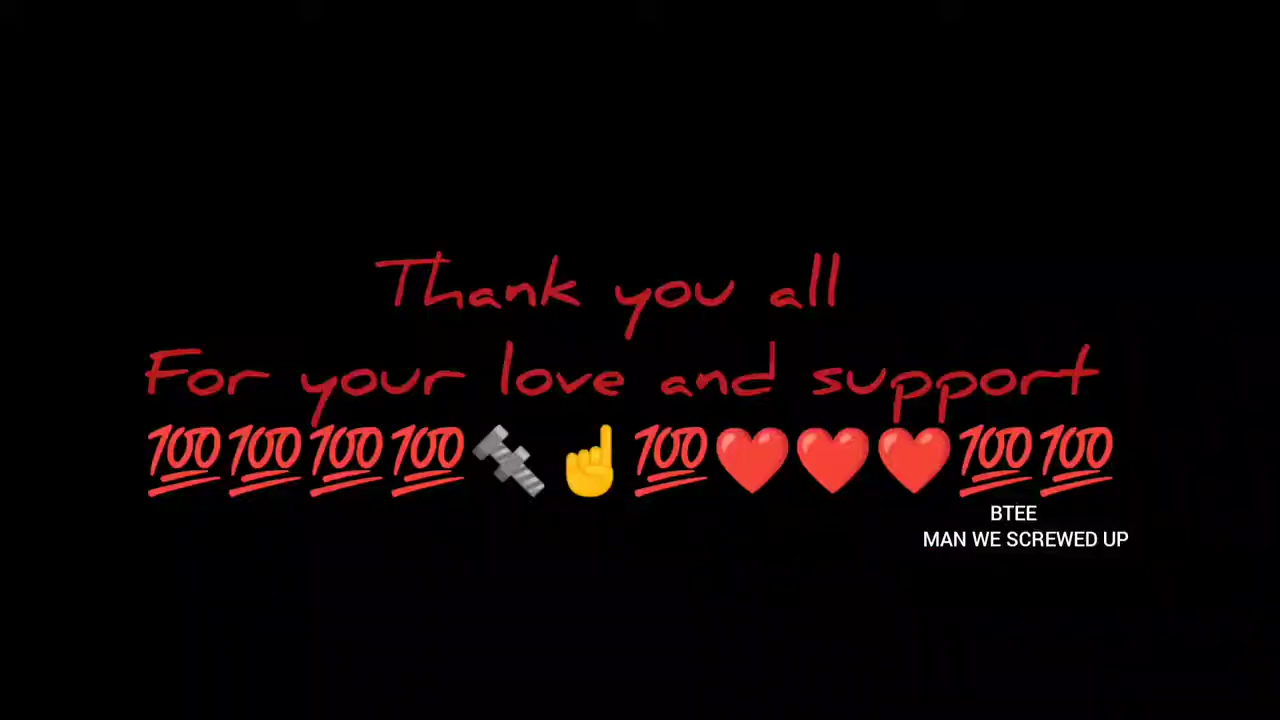 Thank you all
For your love and support
💯💯💯💯🔩☝️💯❤️❤️❤️💯💯
BTEE
MAN WE SCREWED UP